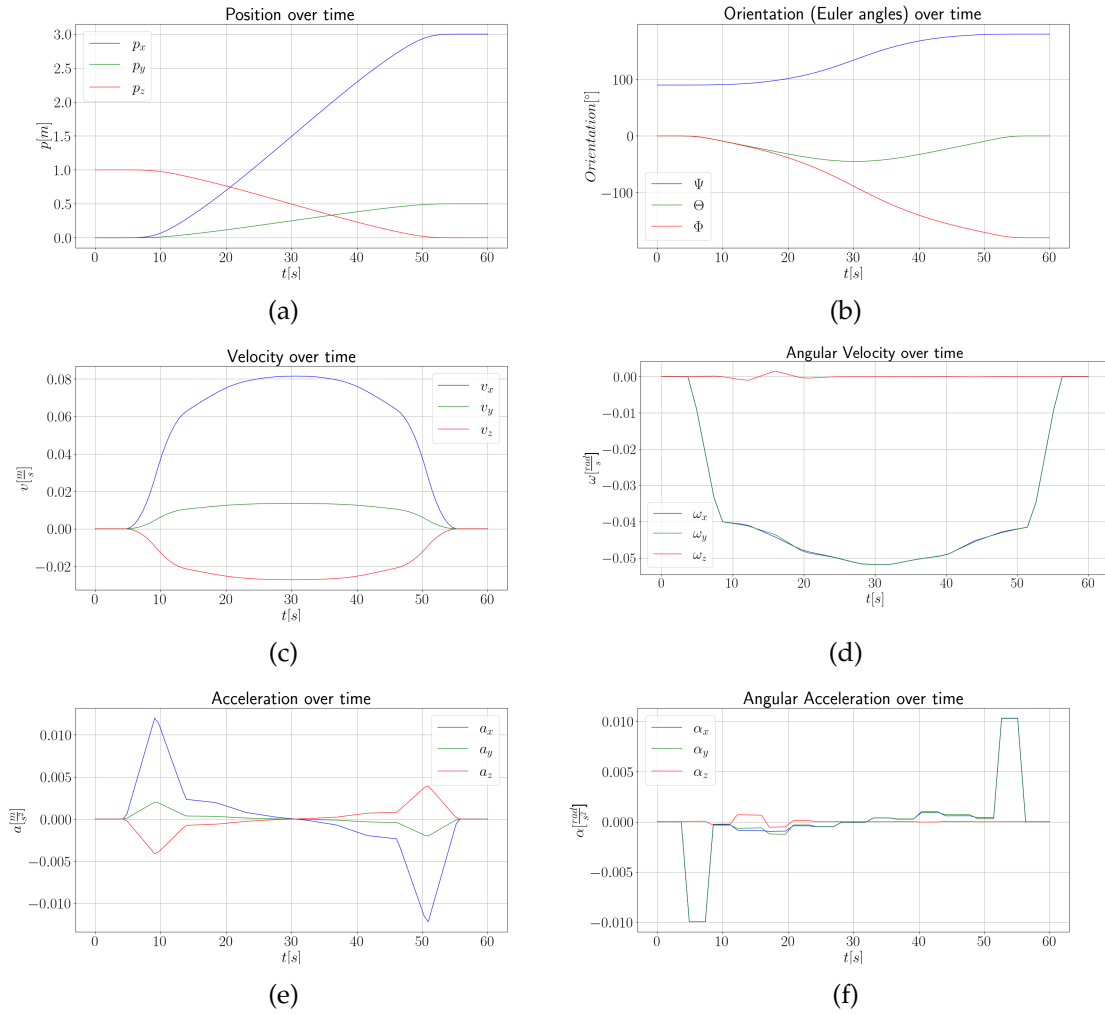 Position over time
3.0
2.5
2.0
1.5
1.0
0.5
0.0
p[m]
p_x
p_y
p_z
0 10 20 30 40 50 60
t[s]
(a)
Orientation (Euler angles) over time
100
0
−100
Orientation[°]
Ψ
Θ
Φ
0 10 20 30 40 50 60
t[s]
(b)
Velocity over time
0.08
0.06
0.04
0.02
0.00
−0.02
v[m/s]
v_x
v_y
v_z
0 10 20 30 40 50 60
t[s]
(c)
Angular Velocity over time
0.00
−0.01
−0.02
−0.03
−0.04
−0.05
ω[rad/s]
ω_x
ω_y
ω_z
0 10 20 30 40 50 60
t[s]
(d)
Acceleration over time
0.010
0.005
0.000
−0.005
−0.010
a[m/s²]
a_x
a_y
a_z
0 10 20 30 40 50 60
t[s]
(e)
Angular Acceleration over time
0.010
0.005
0.000
−0.005
−0.010
α[rad/s²]
α_x
α_y
α_z
0 10 20 30 40 50 60
t[s]
(f)